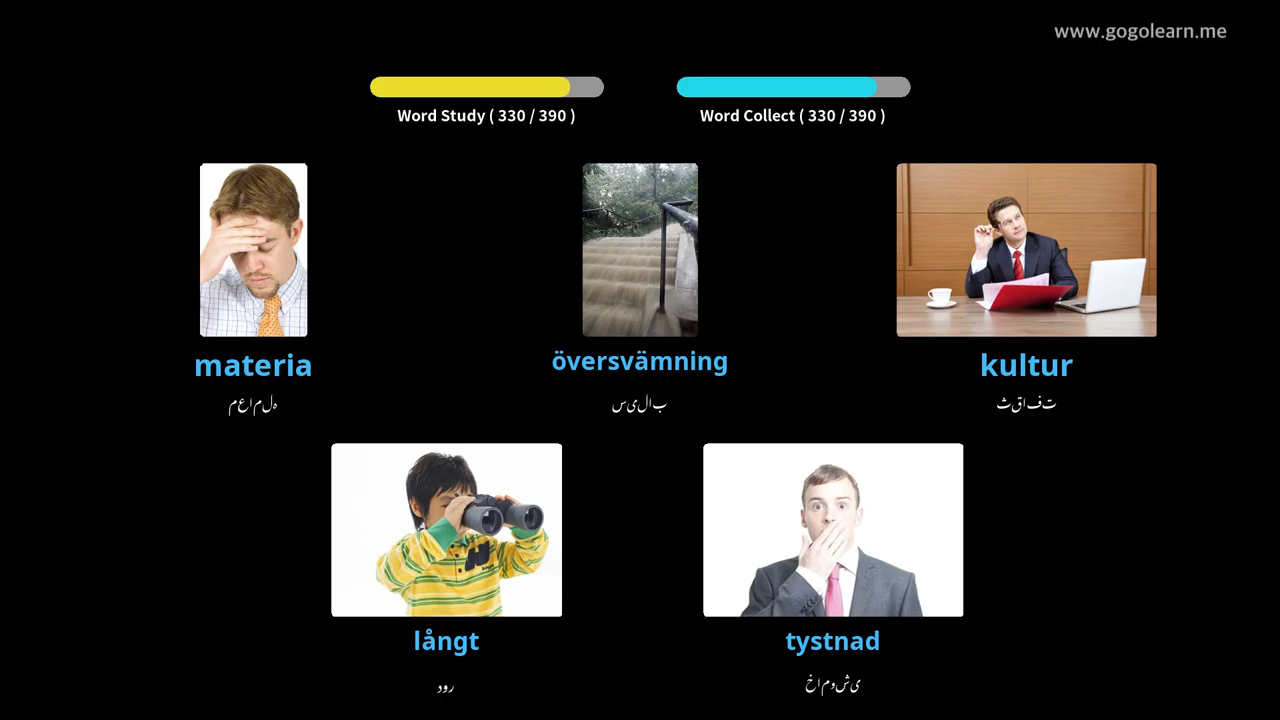 www.gogolearn.me
Word Study ( 330 / 390 )
Word Collect ( 330 / 390 )
materia
معاملہ
översvämning
سیلاب
kultur
ثقافت
långt
دور
tystnad
خاموشی